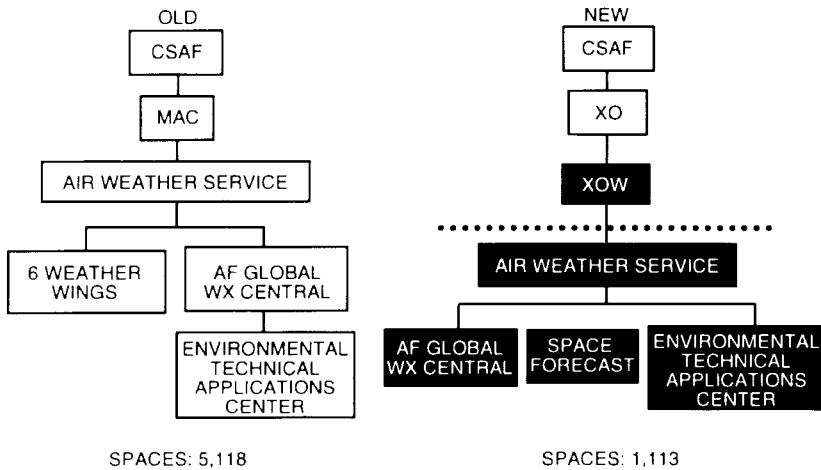 OLD
CSAF
MAC
AIR WEATHER SERVICE
6 WEATHER
WINGS
AF GLOBAL
WX CENTRAL
ENVIRONMENTAL
TECHNICAL
APPLICATIONS
CENTER
SPACES: 5,118
NEW
CSAF
XO
XOW
AIR WEATHER SERVICE
AF GLOBAL
WX CENTRAL
SPACE
FORECAST
ENVIRONMENTAL
TECHNICAL
APPLICATIONS
CENTER
SPACES: 1,113